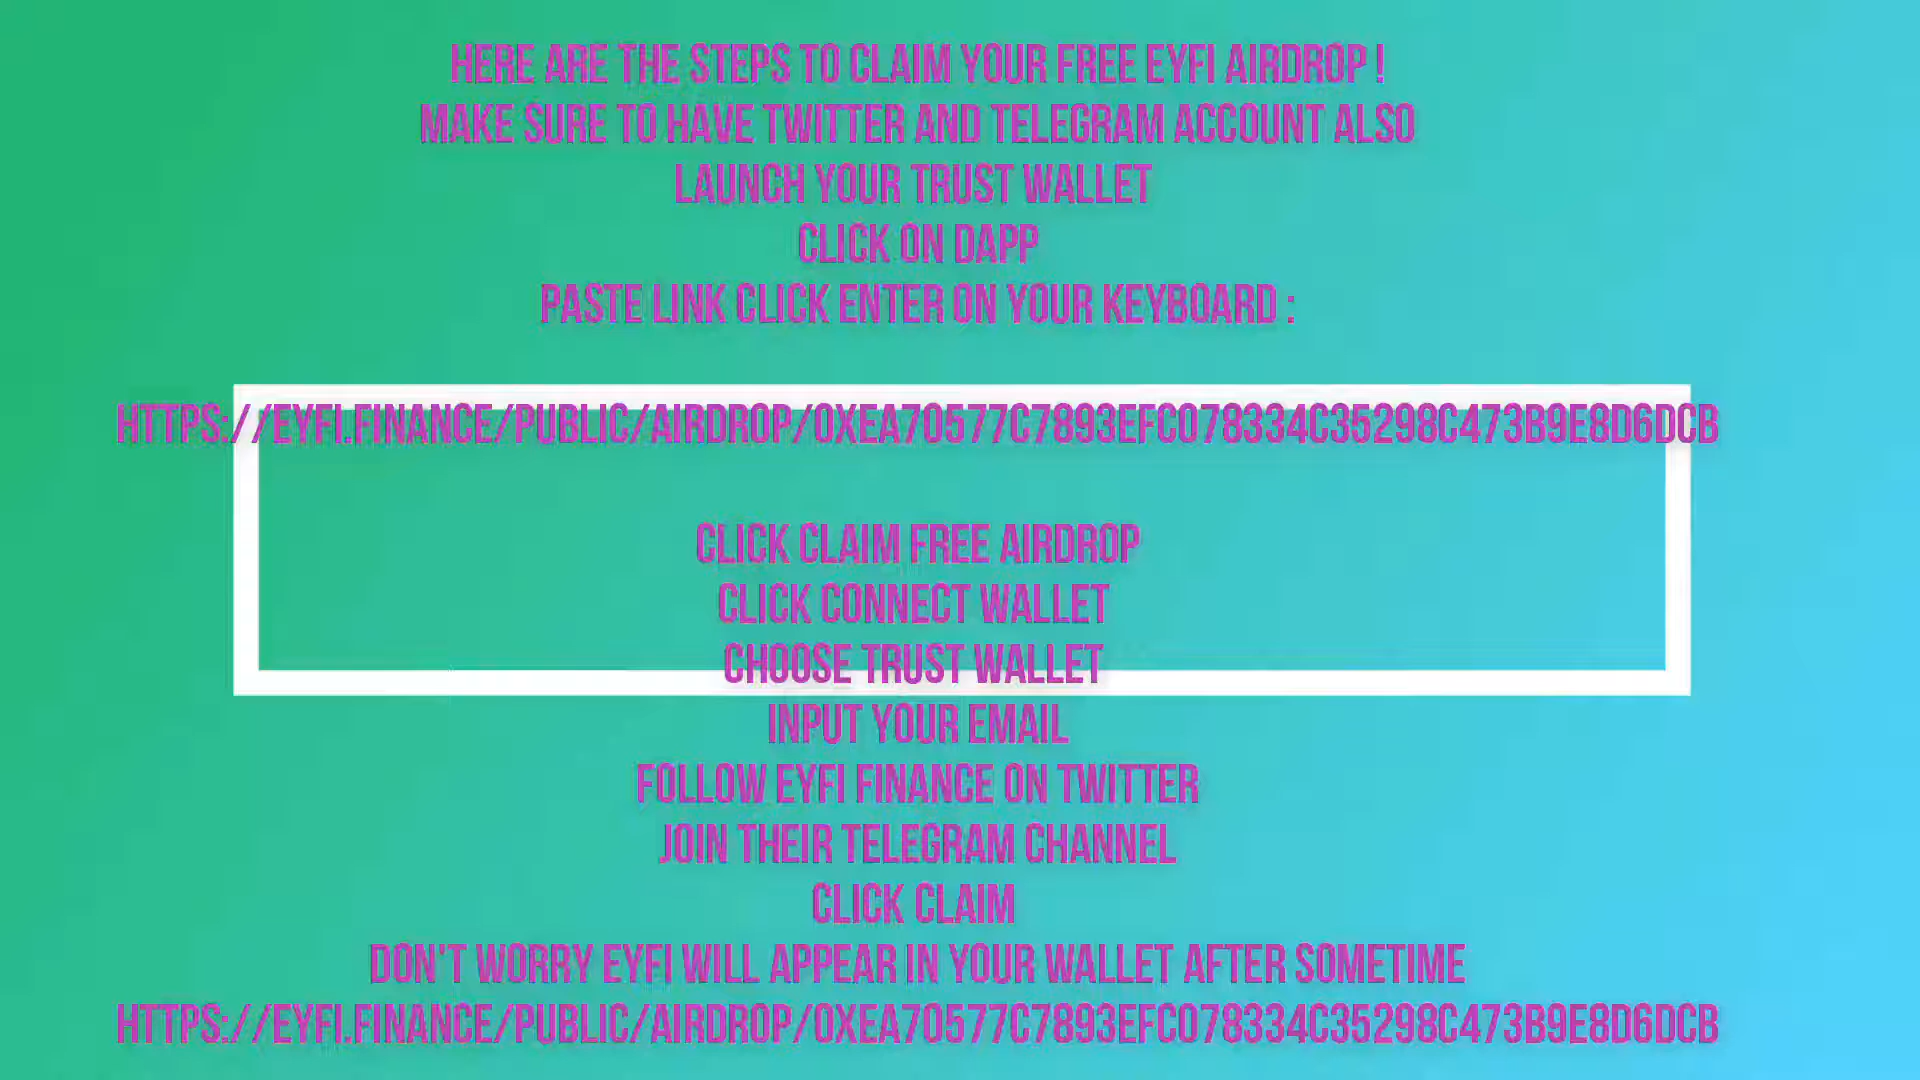 HERE ARE THE STEPS TO CLAIM YOUR FREE EYFI AIRDROP !
MAKE SURE TO HAVE TWITTER AND TELEGRAM ACCOUNT ALSO
LAUNCH YOUR TRUST WALLET
CLICK ON DAPP
PASTE LINK CLICK ENTER ON YOUR KEYBOARD :
HTTPS://EYFI.FINANCE/PUBLIC/AIRDROP/0XEA70577C7893EFC078334C35298C473B9E8D6DCB
CLICK CLAIM FREE AIRDROP
CLICK CONNECT WALLET
CHOOSE TRUST WALLET
INPUT YOUR EMAIL
FOLLOW EYFI FINANCE ON TWITTER
JOIN THEIR TELEGRAM CHANNEL
CLICK CLAIM
DON'T WORRY EYFI WILL APPEAR IN YOUR WALLET AFTER SOMETIME
HTTPS://EYFI.FINANCE/PUBLIC/AIRDROP/0XEA70577C7893EFC078334C35298C473B9E8D6DCB